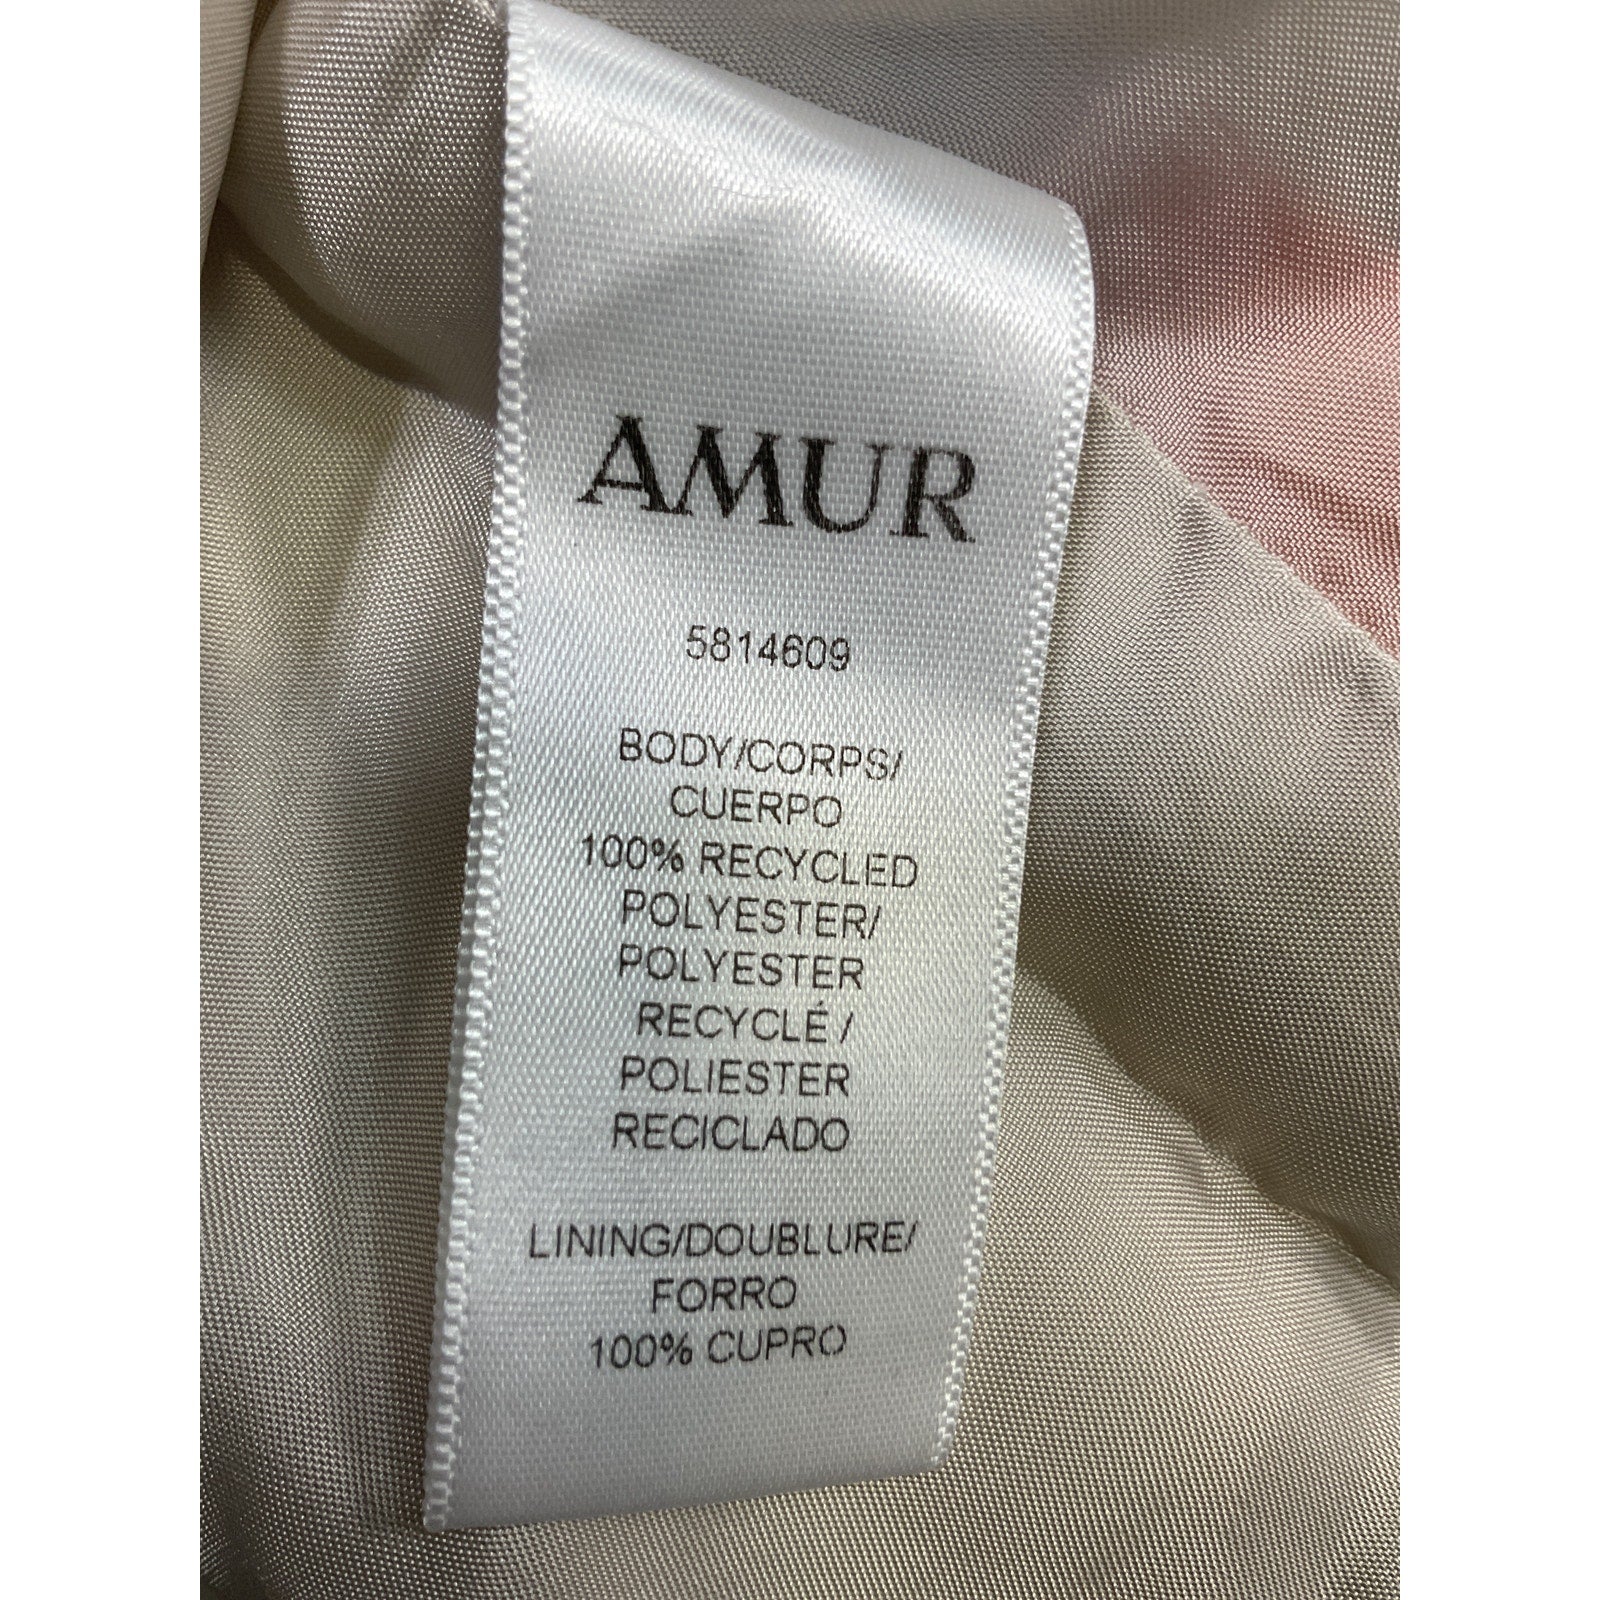 AMUR
5814609
BODY/CORPS/
CUERPO
100% RECYCLED
POLYESTER/
POLYESTER
RECYCLÉ /
POLIESTER
RECICLADO
LINING/DOUBLURE/
FORRO
100% CUPRO